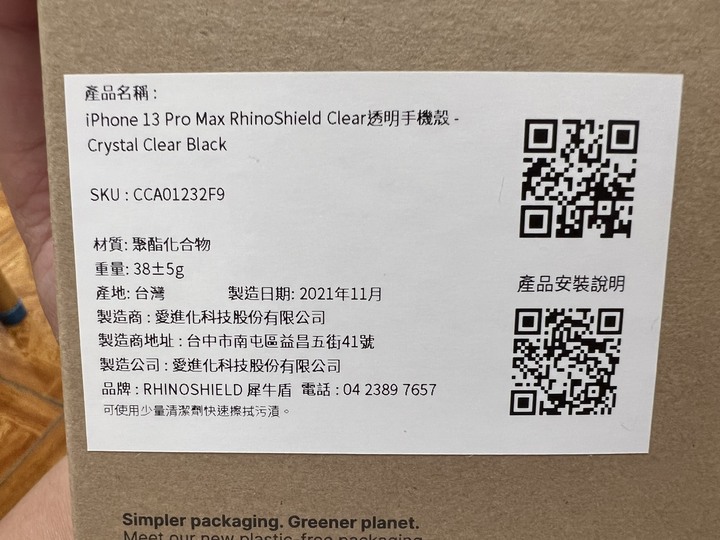 產品名稱 :
iPhone 13 Pro Max RhinoShield Clear透明手機殼 -
Crystal Clear Black
SKU : CCA01232F9
材質: 聚酯化合物
重量: 38±5g
產地: 台灣 製造日期: 2021年11月
製造商 : 愛進化科技股份有限公司
製造商地址 : 台中市南屯區益昌五街41號
製造公司 : 愛進化科技股份有限公司
品牌 : RHINOSHIELD 犀牛盾 電話 : 04 2389 7657
可使用少量清潔劑快速擦拭污漬。
產品安裝說明
Simpler packaging. Greener planet.
Meet our new plastic-free packaging